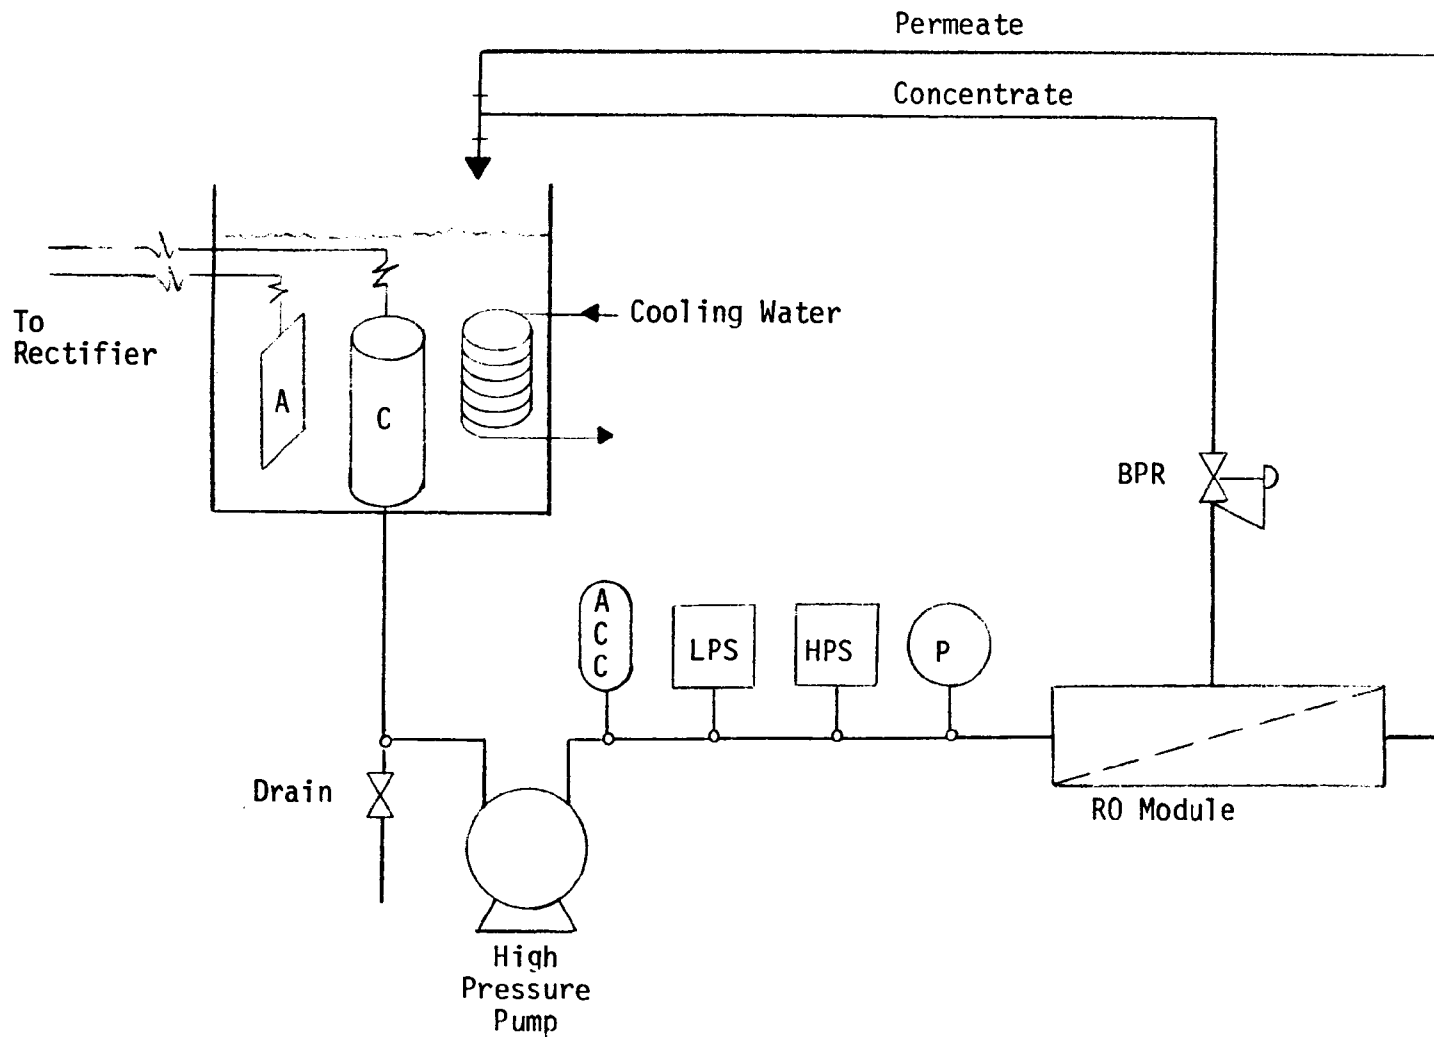 Permeate
Concentrate
To
Rectifier
A
C
Cooling Water
BPR
A
C
C
LPS
HPS
P
Drain
RO Module
High
Pressure
Pump